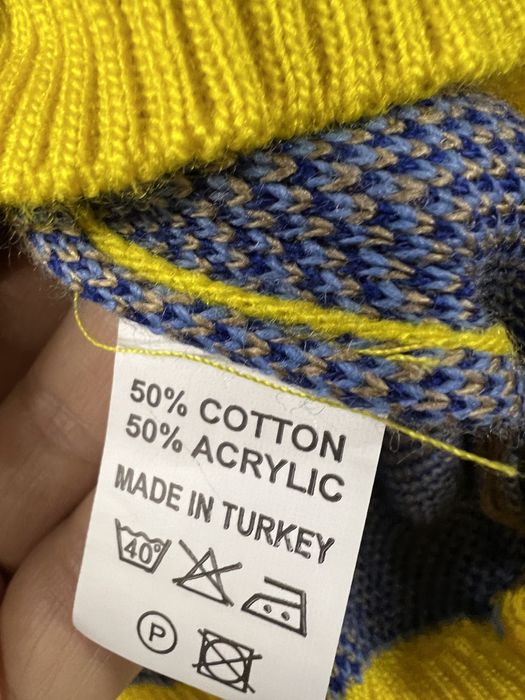 50% COTTON
50% ACRYLIC
MADE IN TURKEY
40°
P